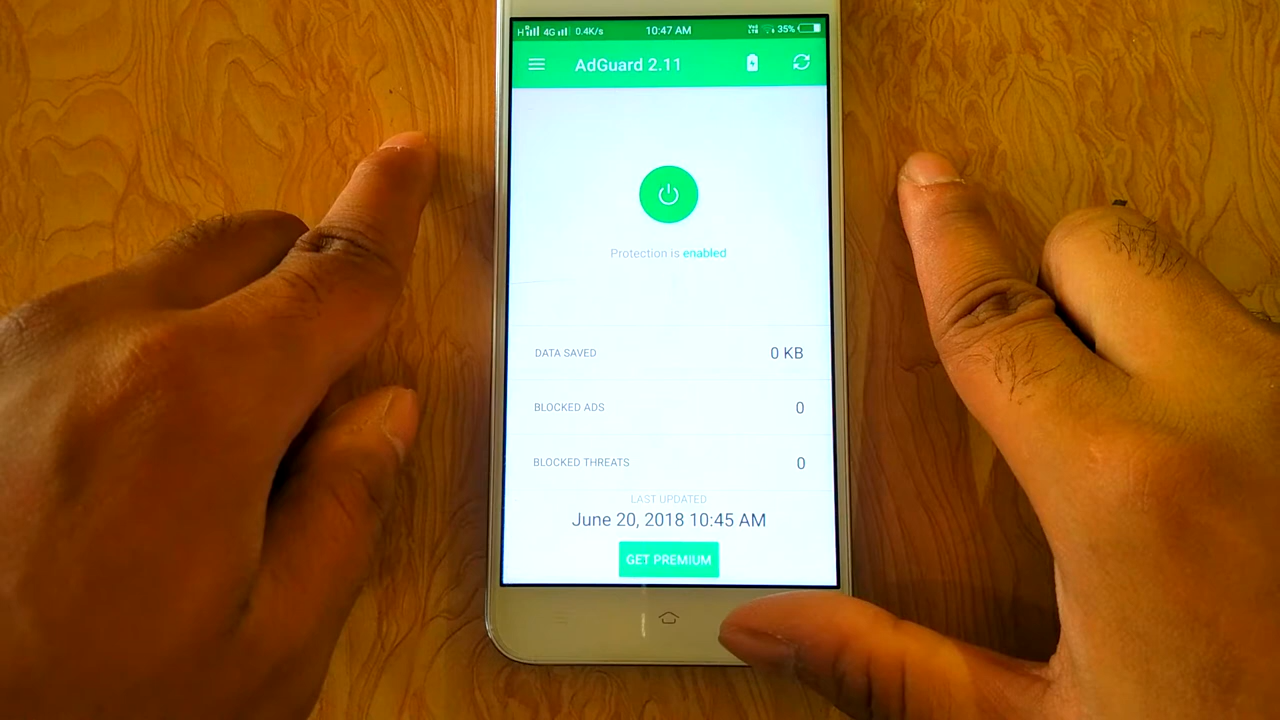 H 4G 0.4K/s 10:47 AM VoLTE 35%
AdGuard 2.11
Protection is enabled
DATA SAVED 0 KB
BLOCKED ADS 0
BLOCKED THREATS 0
LAST UPDATED
June 20, 2018 10:45 AM
GET PREMIUM